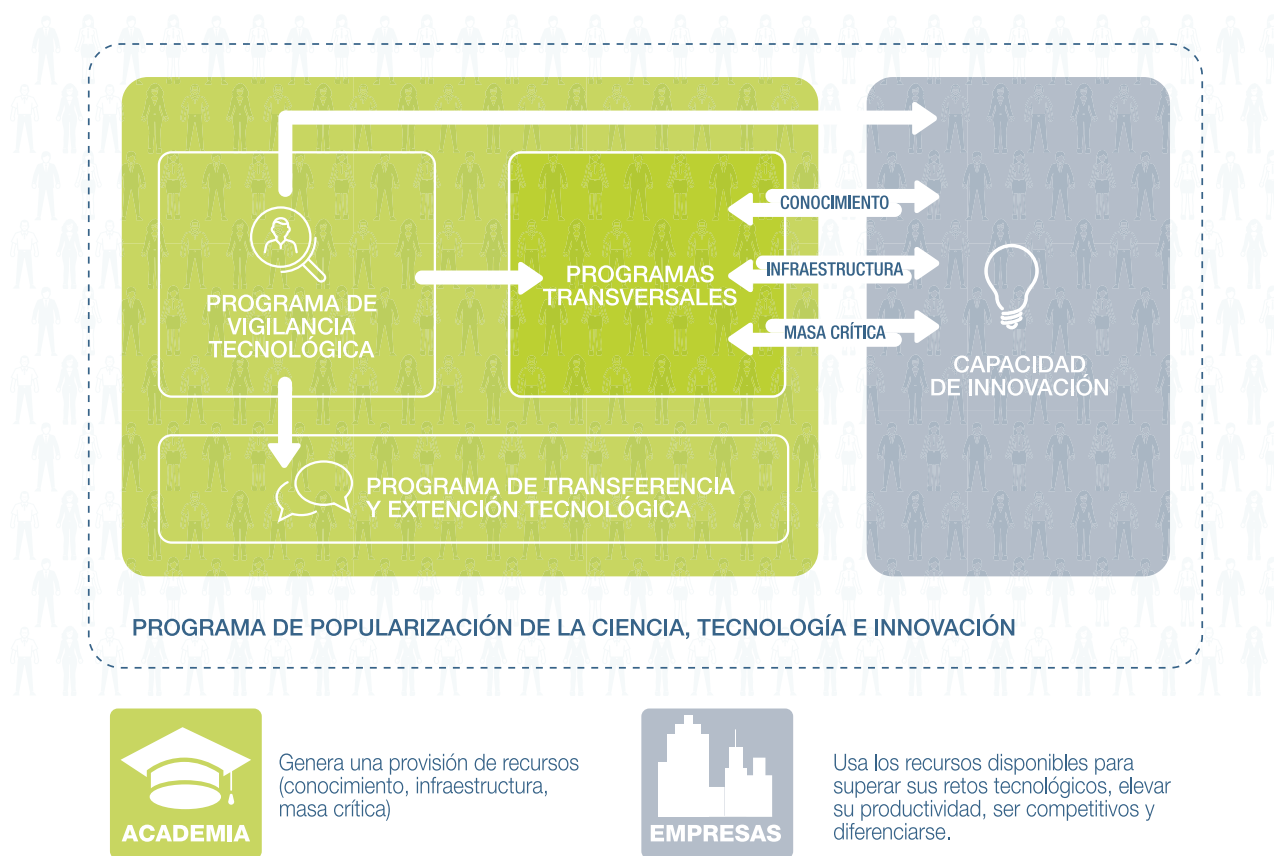 CONOCIMIENTO
INFRAESTRUCTURA
MASA CRÍTICA
PROGRAMA DE
VIGILANCIA
TECNOLÓGICA
PROGRAMAS
TRANSVERSALES
CAPACIDAD
DE INNOVACIÓN
PROGRAMA DE TRANSFERENCIA
Y EXTENCIÓN TECNOLÓGICA
PROGRAMA DE POPULARIZACIÓN DE LA CIENCIA, TECNOLOGÍA E INNOVACIÓN
ACADEMIA
Genera una provisión de recursos
(conocimiento, infraestructura,
masa crítica)
EMPRESAS
Usa los recursos disponibles para
superar sus retos tecnológicos, elevar
su productividad, ser competitivos y
diferenciarse.